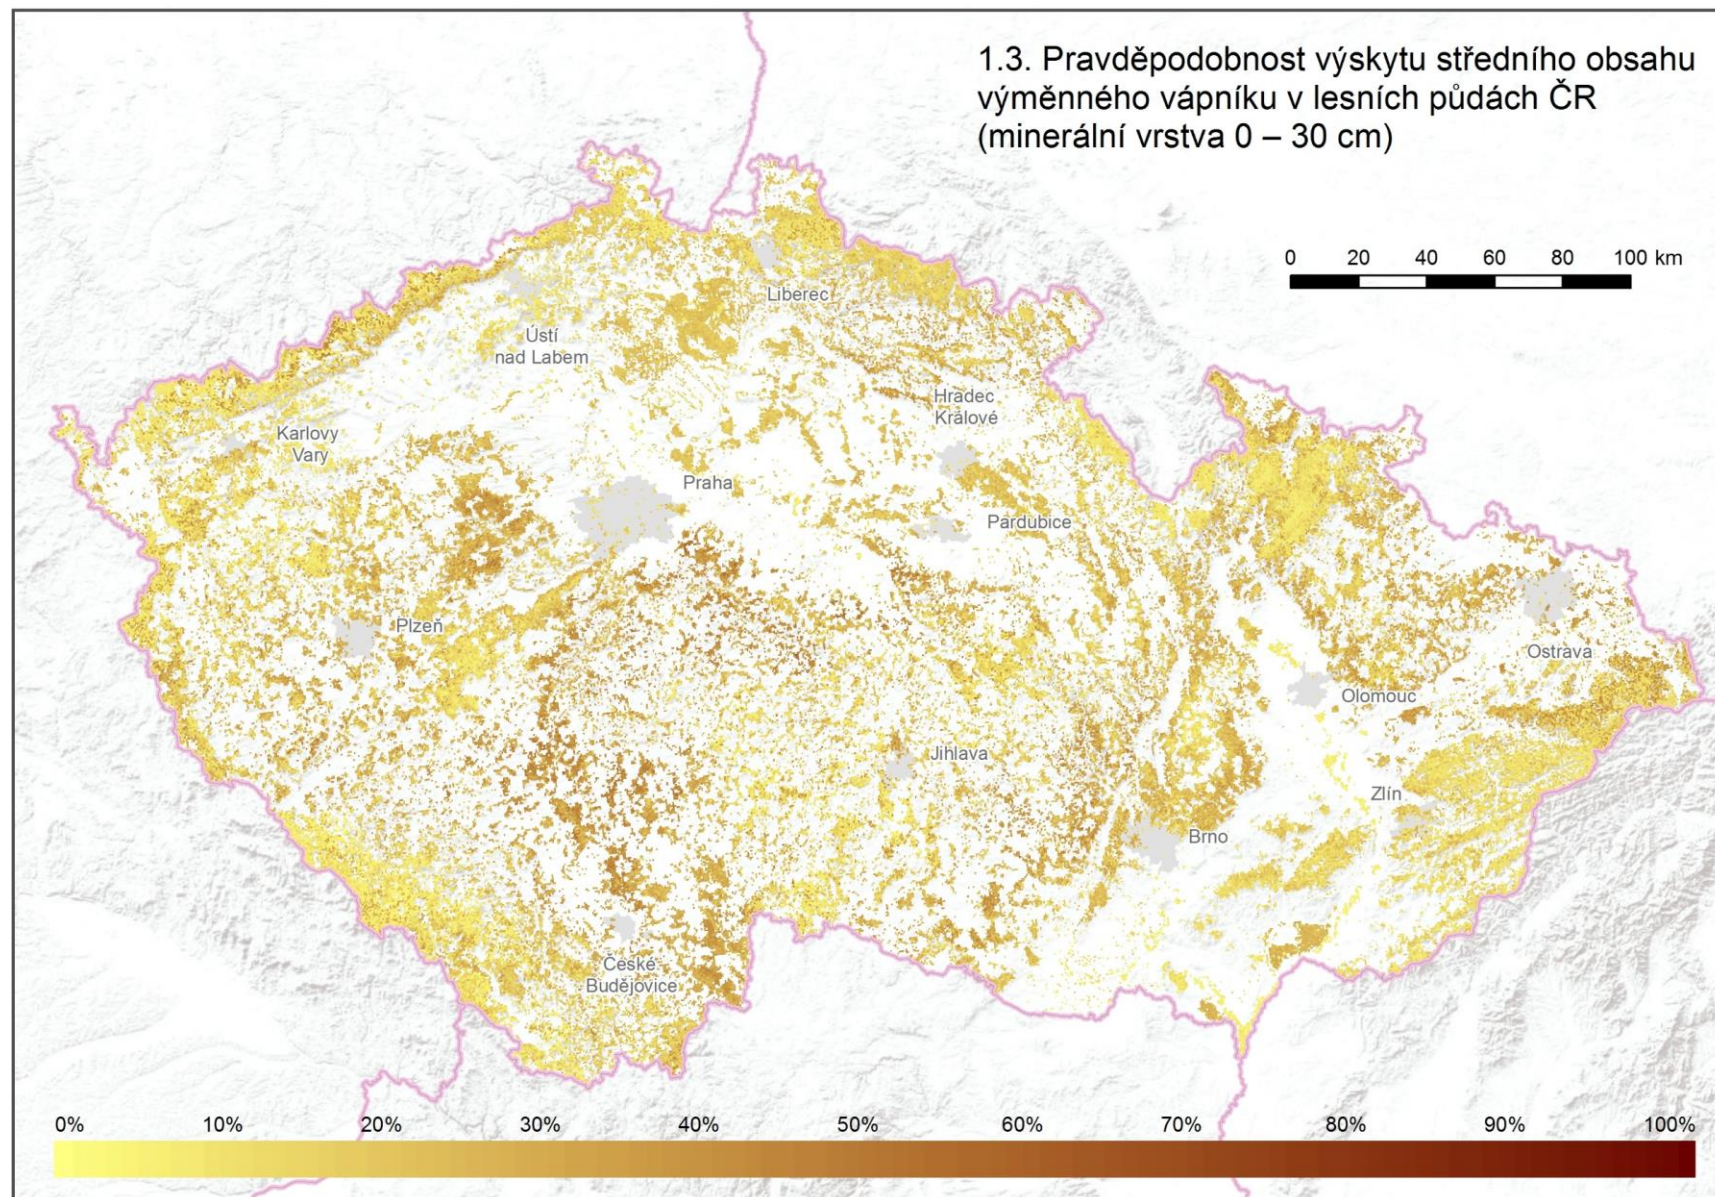 1.3. Pravděpodobnost výskytu středního obsahu
výměnného vápníku v lesních půdách ČR
(minerální vrstva 0 – 30 cm)
0 20 40 60 80 100 km
Liberec
Ústí
nad Labem
Hradec
Králové
Karlovy
Vary
Praha
Pardubice
Plzeň
Ostrava
Olomouc
Jihlava
Zlín
Brno
České
Budějovice
0% 10% 20% 30% 40% 50% 60% 70% 80% 90% 100%